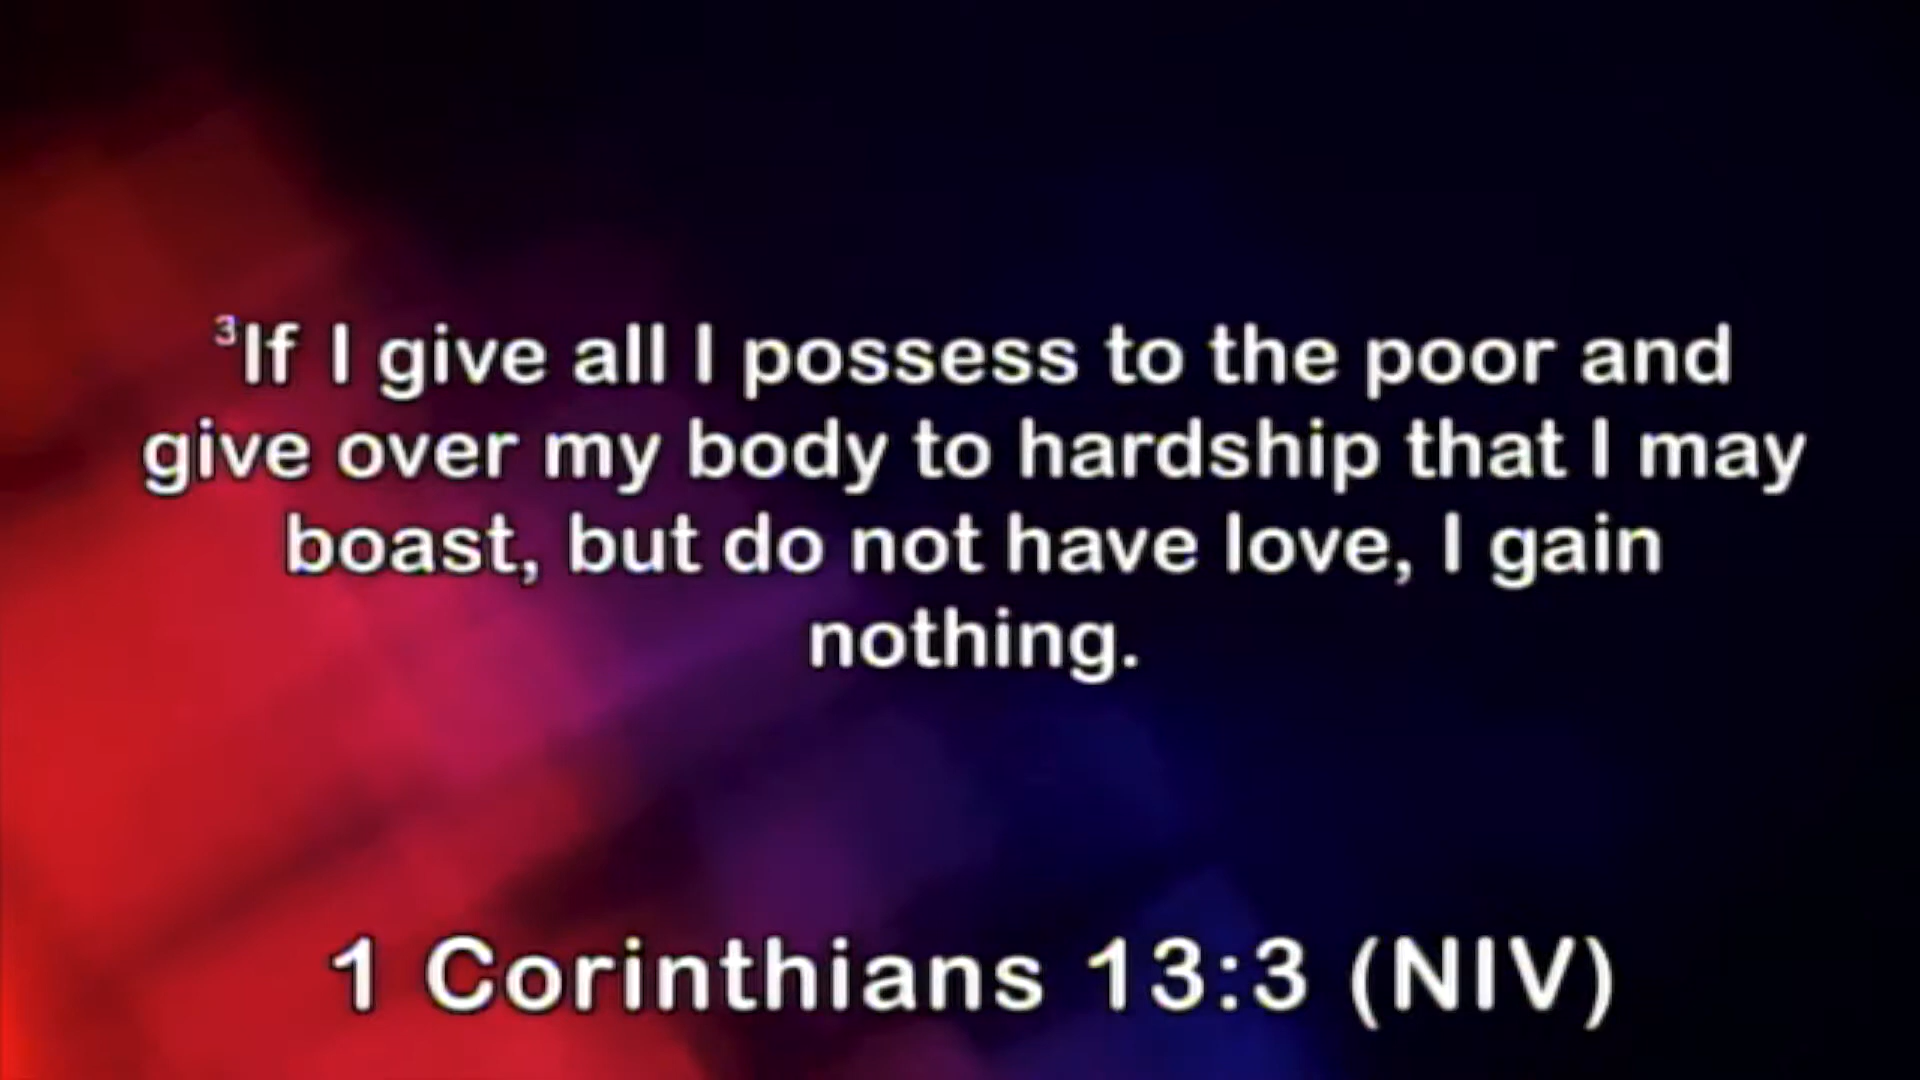 ³If I give all I possess to the poor and
give over my body to hardship that I may
boast, but do not have love, I gain
nothing.
1 Corinthians 13:3 (NIV)